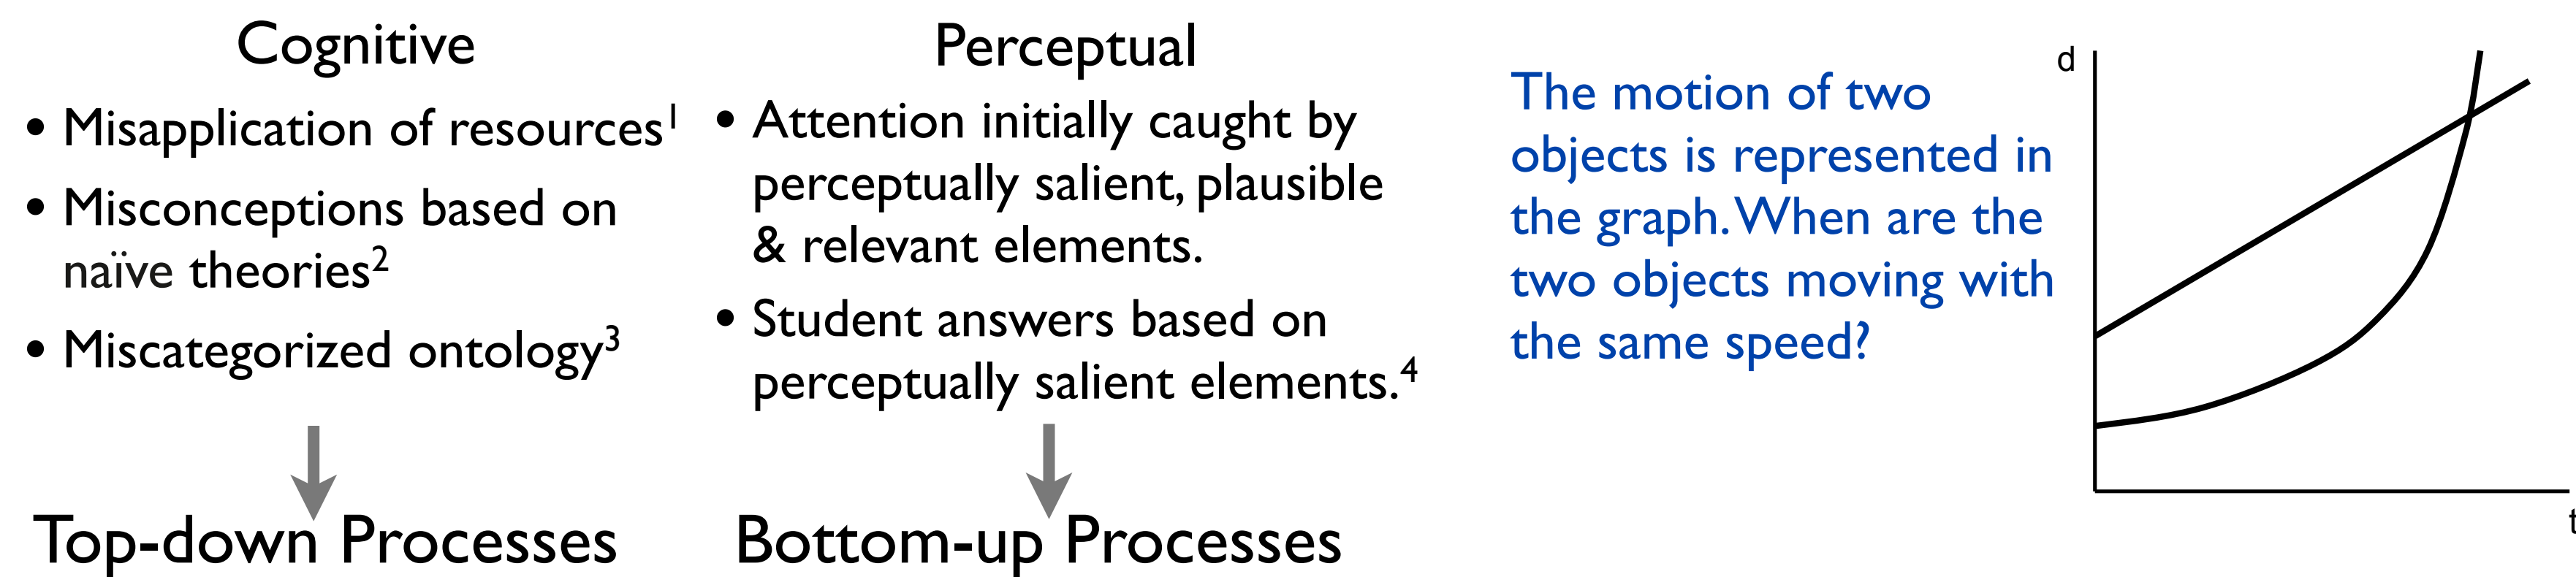 Cognitive
• Misapplication of resources¹
• Misconceptions based on
naïve theories²
• Miscategorized ontology³
Top-down Processes
Perceptual
• Attention initially caught by
perceptually salient, plausible
& relevant elements.
• Student answers based on
perceptually salient elements.⁴
Bottom-up Processes
The motion of two
objects is represented in
the graph. When are the
two objects moving with
the same speed?
d
t